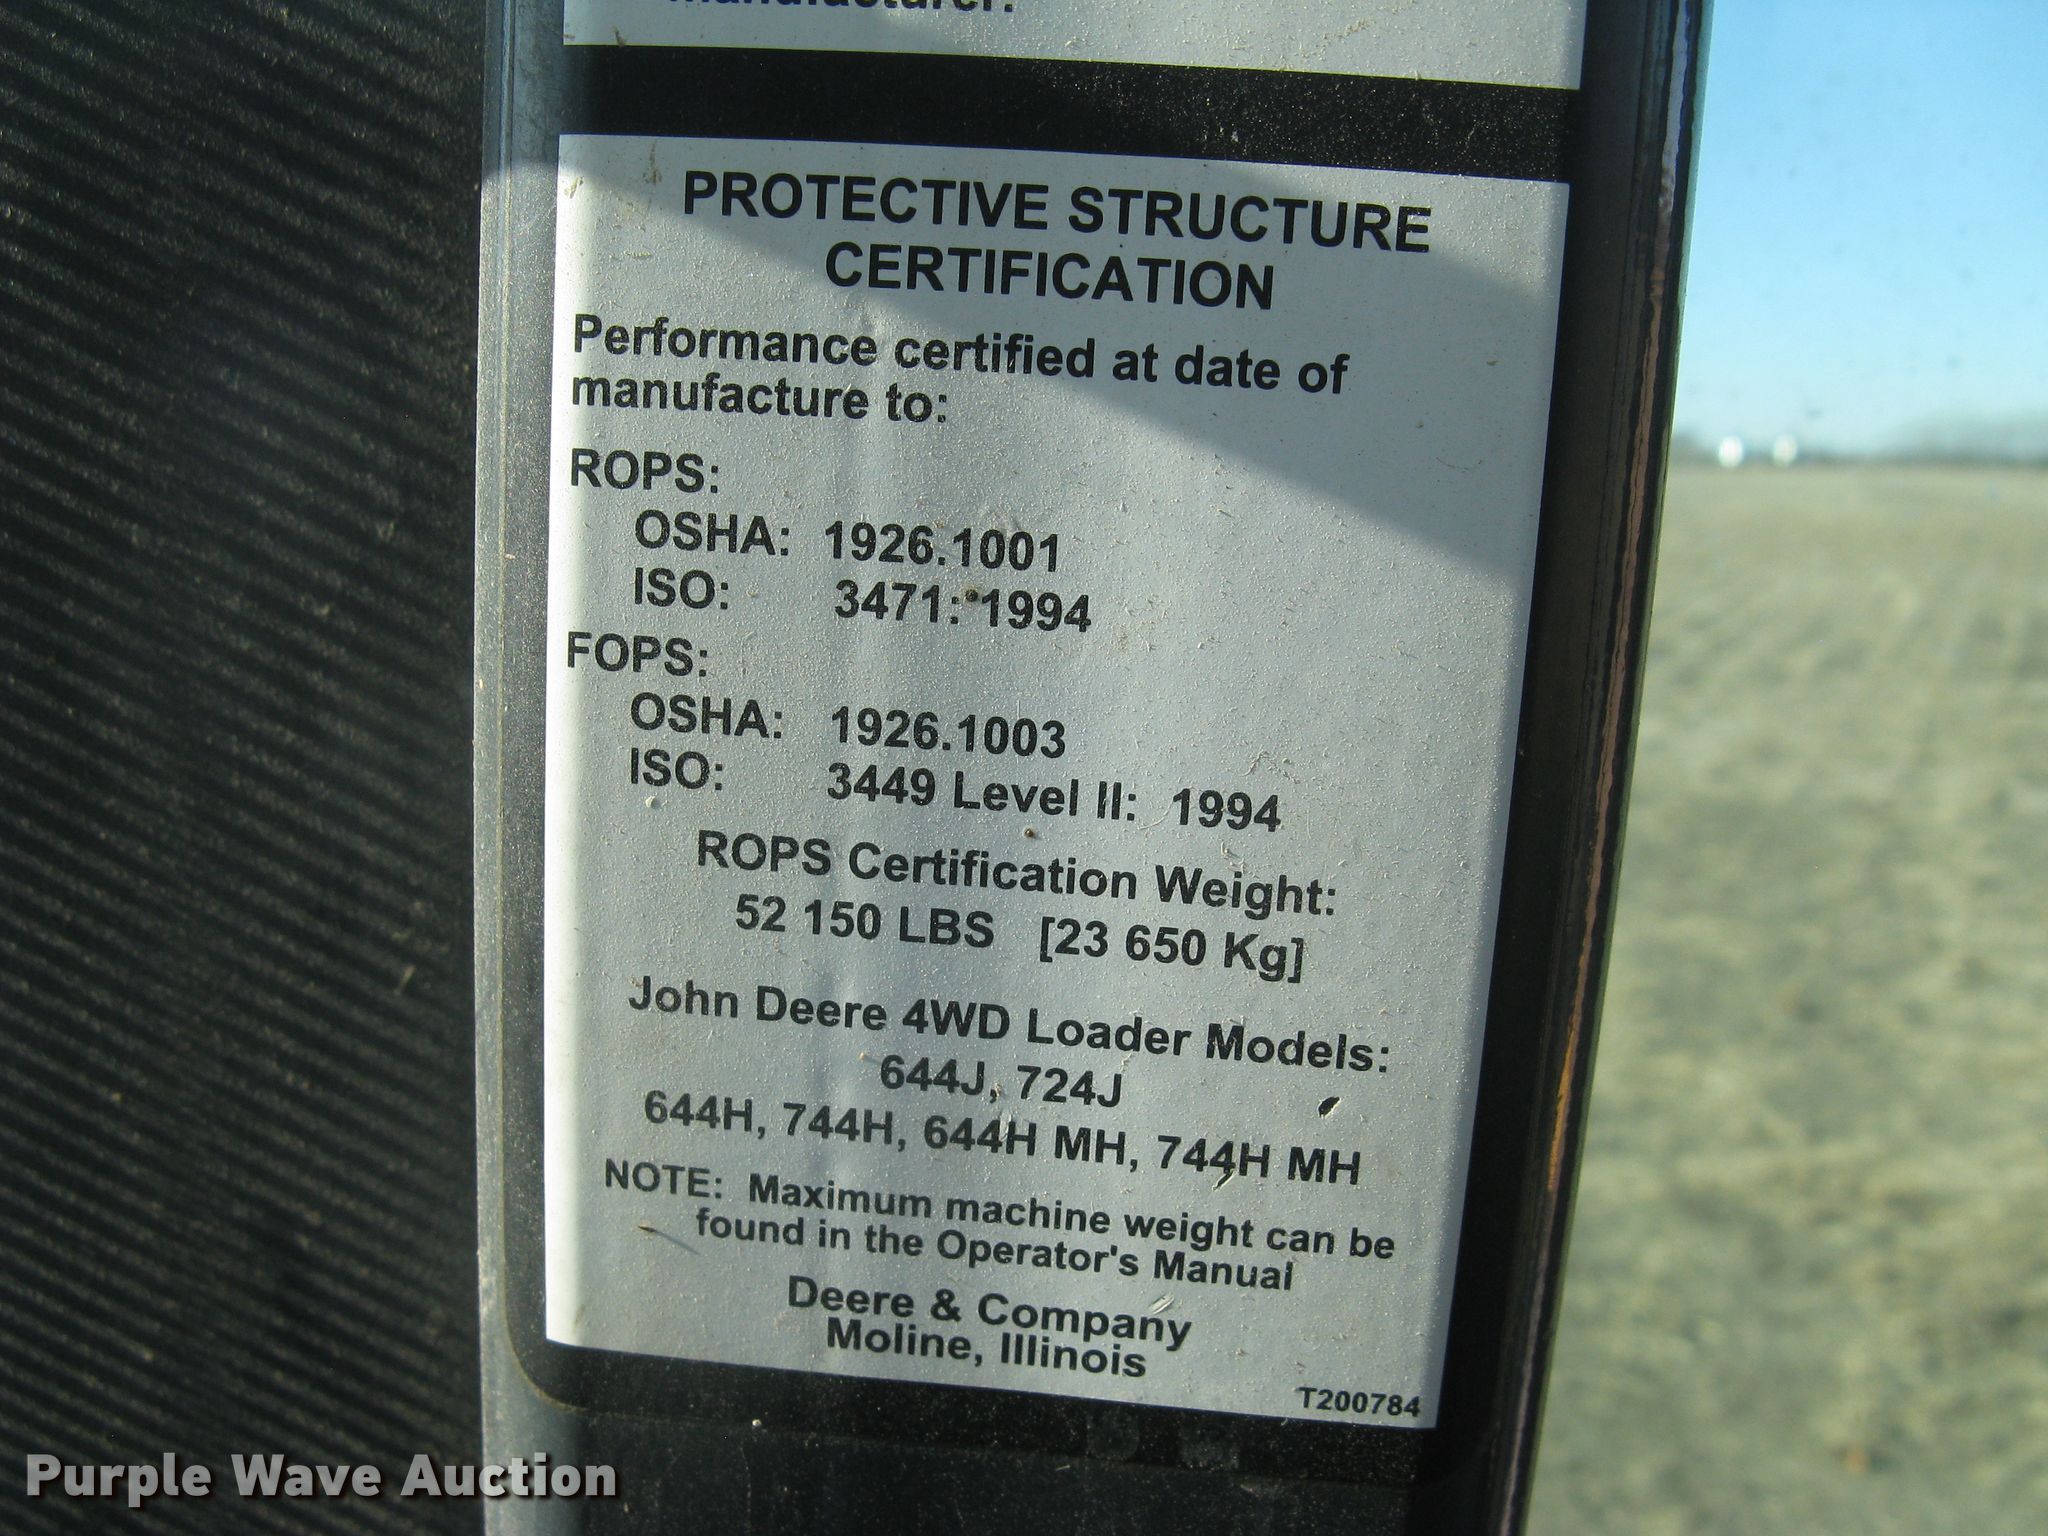 manufacturer.
PROTECTIVE STRUCTURE
CERTIFICATION
Performance certified at date of
manufacture to:
ROPS:
OSHA: 1926.1001
ISO: 3471: 1994
FOPS:
OSHA: 1926.1003
ISO: 3449 Level II: 1994
ROPS Certification Weight:
52 150 LBS [23 650 Kg]
John Deere 4WD Loader Models:
644J, 724J
644H, 744H, 644H MH, 744H MH
NOTE: Maximum machine weight can be
found in the Operator's Manual
Deere & Company
Moline, Illinois
T200784
Purple Wave Auction